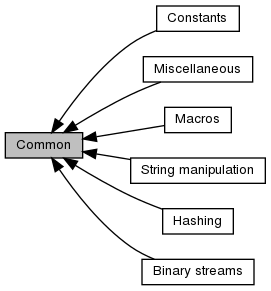 Constants
Miscellaneous
Macros
Common
String manipulation
Hashing
Binary streams